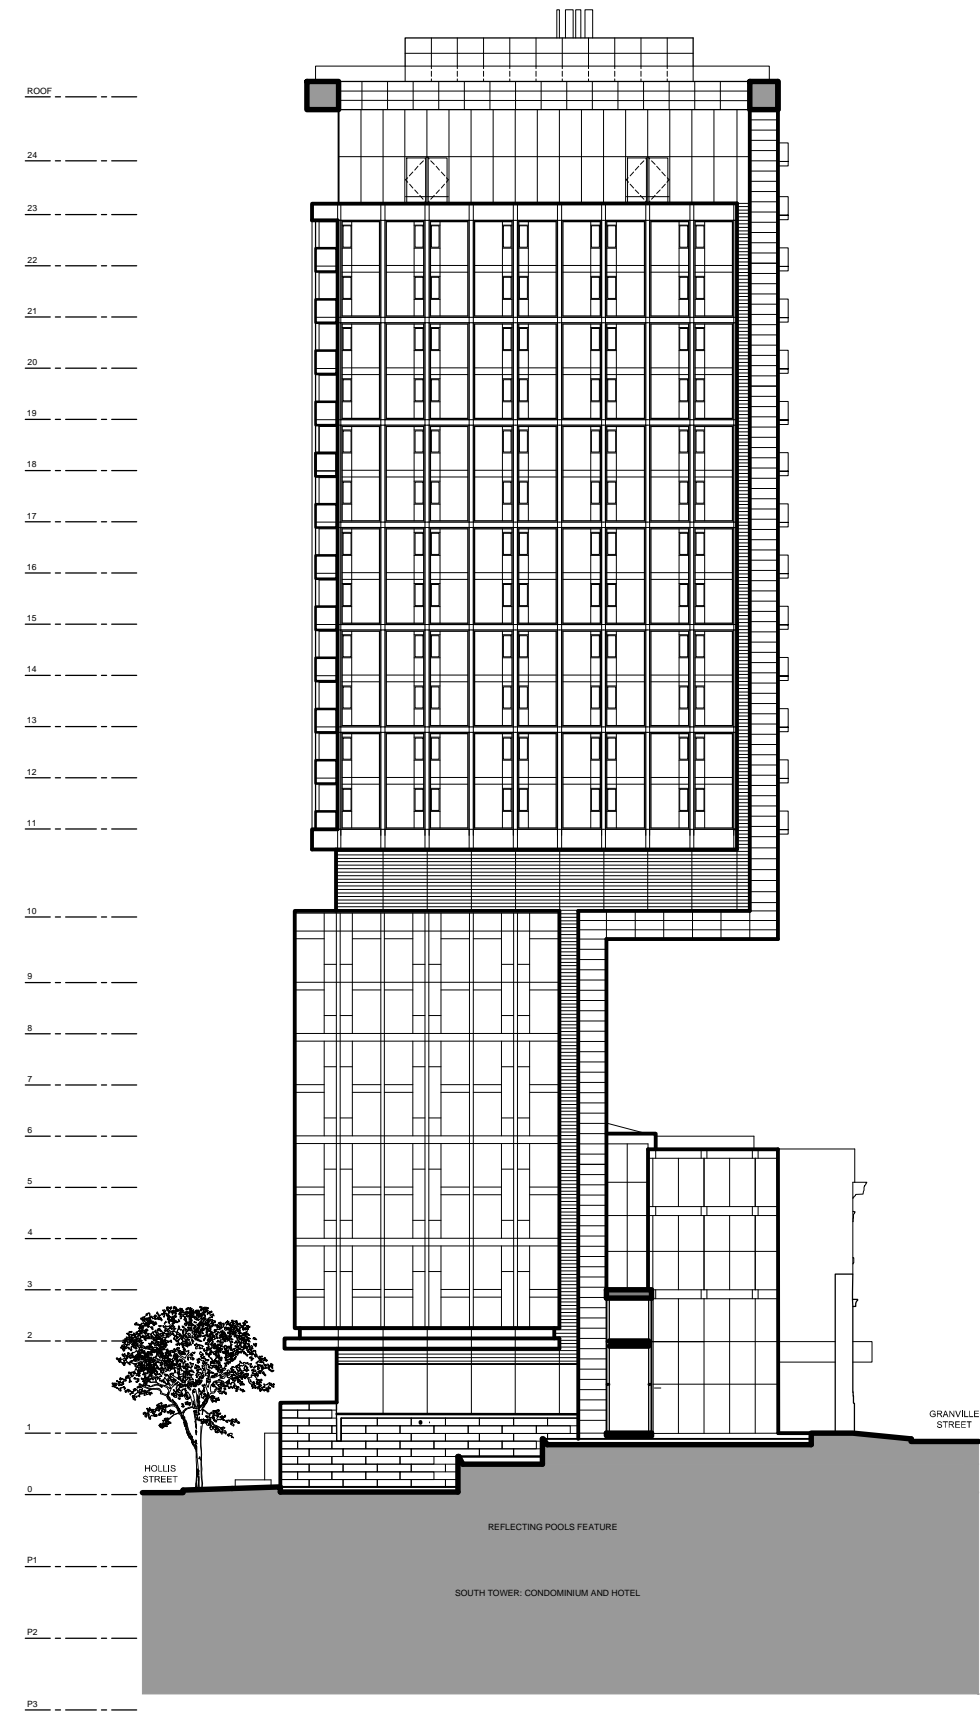 ROOF
24
23
22
21
20
19
18
17
16
15
14
13
12
11
10
9
8
7
6
5
4
3
2
1
GRANVILLE
STREET
HOLLIS
STREET
0
REFLECTING POOLS FEATURE
P1
SOUTH TOWER: CONDOMINIUM AND HOTEL
P2
P3